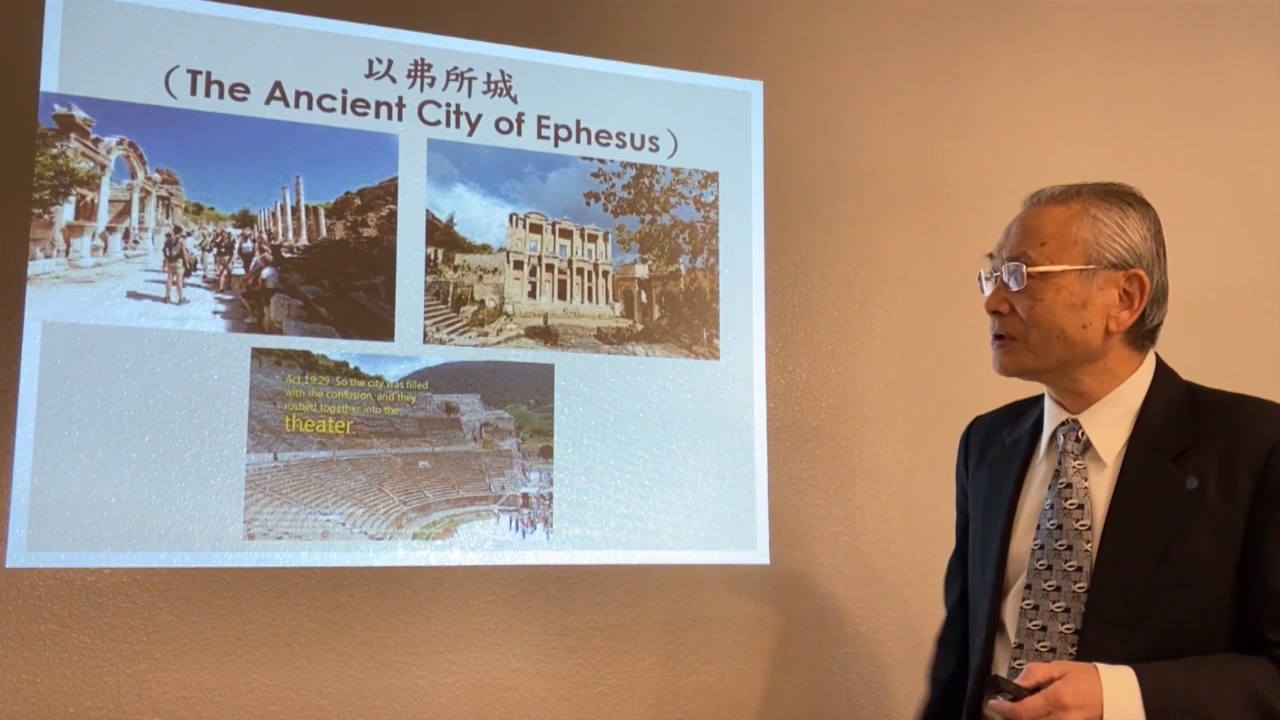 以弗所城
（The Ancient City of Ephesus）
Act 19:29 So the city was filled
with the confusion, and they
rushed together into the
theater.